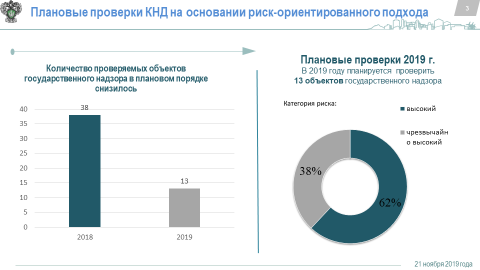 Плановые проверки КНД на основании риск-ориентированного подхода
3
Количество проверяемых объектов
государственного надзора в плановом порядке
снизилось
40
35
30
25
20
15
10
5
0
38
13
2018
2019
Плановые проверки 2019 г.
В 2019 году планируется проверить
13 объектов государственного надзора
Категория риска:
высокий
чрезвычайн
о высокий
38%
62%
21 ноября 2019 года